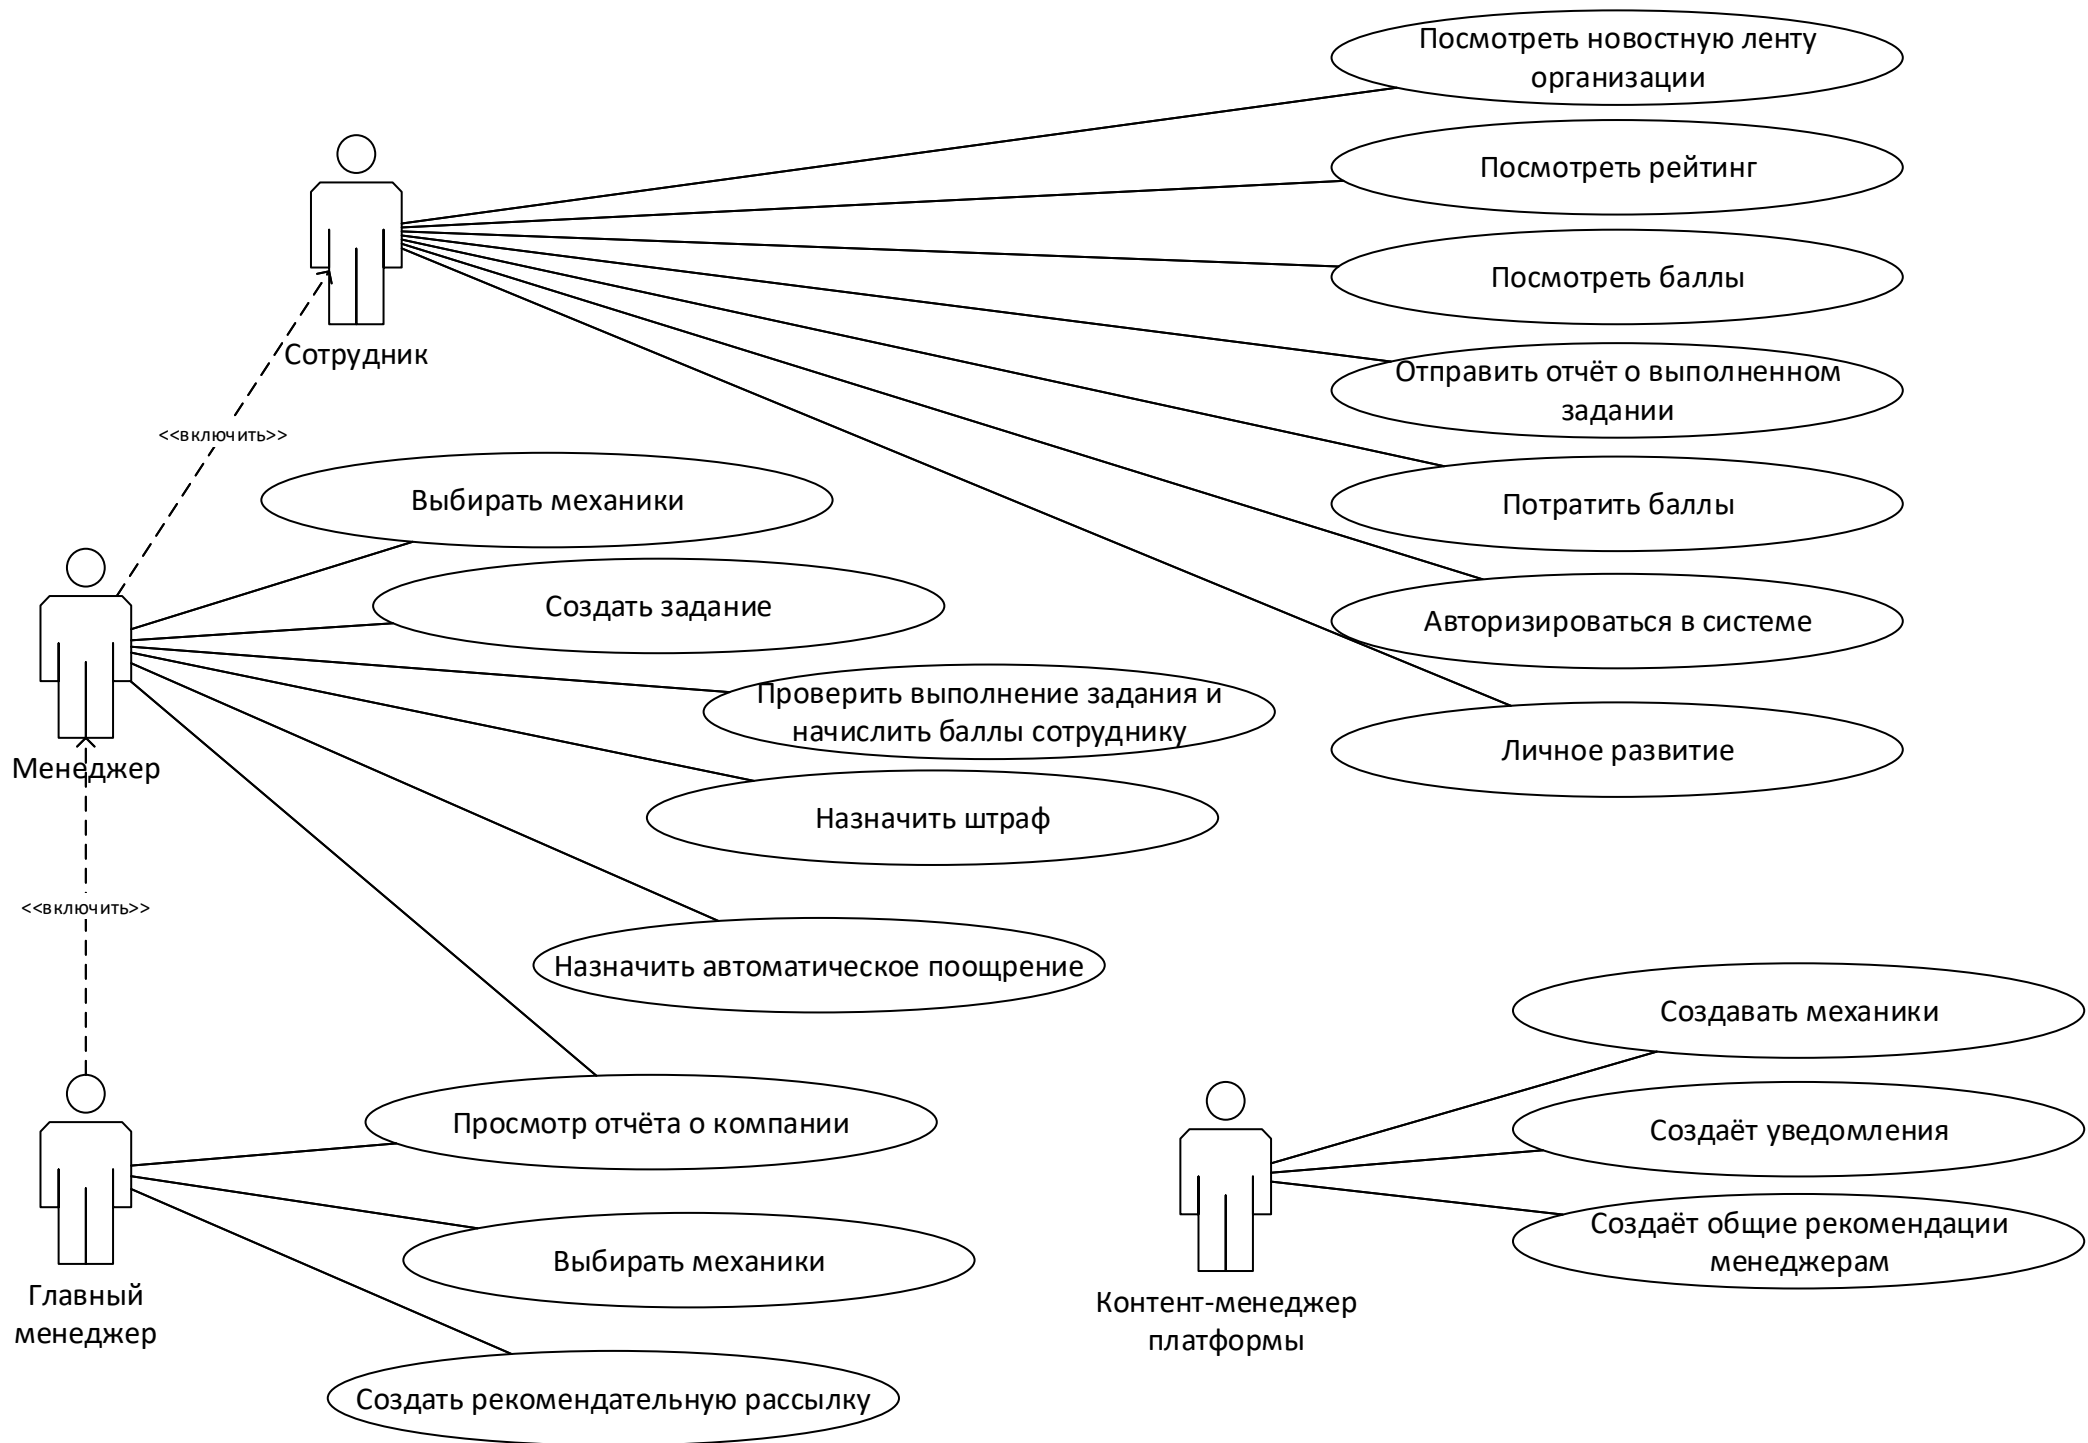 Посмотреть новостную ленту
организации
Посмотреть рейтинг
Посмотреть баллы
Сотрудник
Отправить отчёт о выполненном
задании
<<включить>>
Выбирать механики
Потратить баллы
Создать задание
Авторизироваться в системе
Проверить выполнение задания и
начислить баллы сотруднику
Личное развитие
Менеджер
Назначить штраф
<<включить>>
Назначить автоматическое поощрение
Создавать механики
Просмотр отчёта о компании
Создаёт уведомления
Создаёт общие рекомендации
менеджерам
Выбирать механики
Главный
менеджер
Контент-менеджер
платформы
Создать рекомендательную рассылку